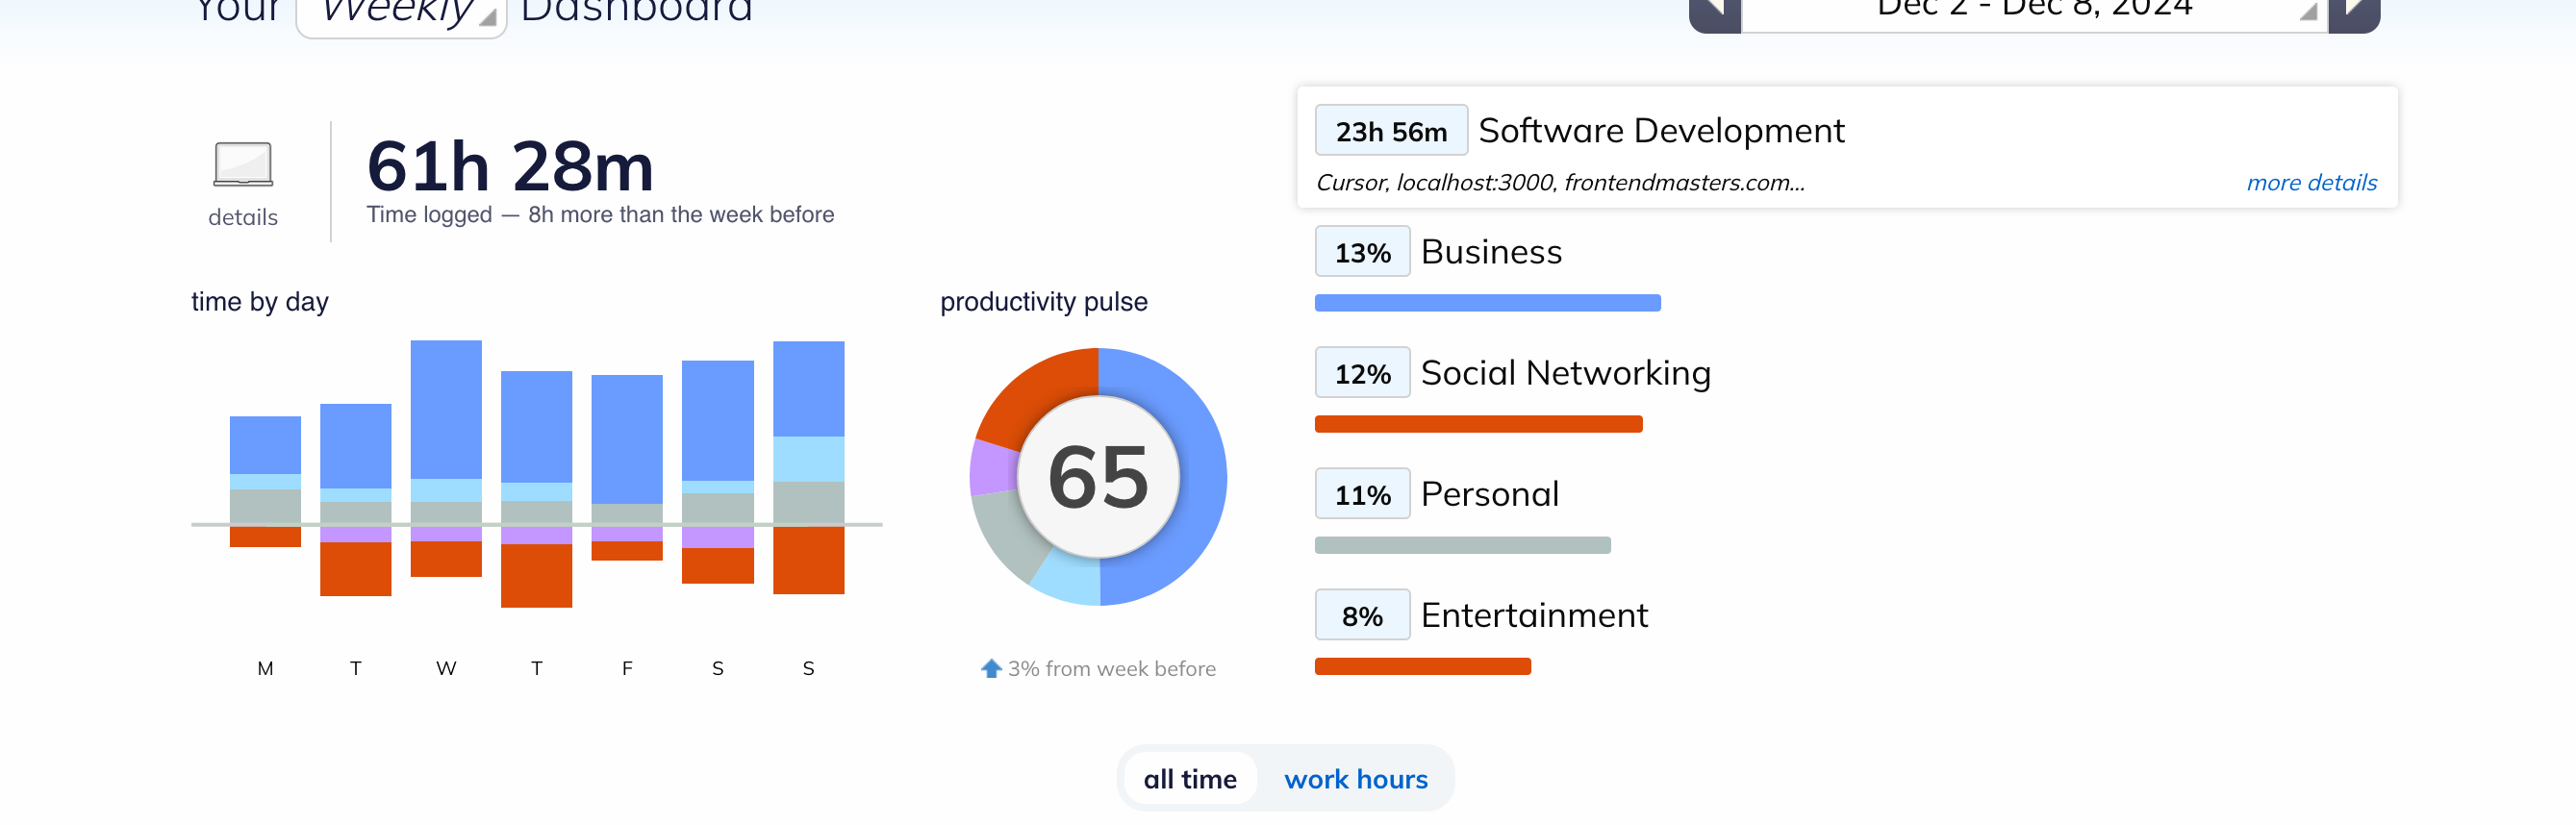 Your Weekly Dashboard
Dec 2 - Dec 8, 2024
details
61h 28m
Time logged — 8h more than the week before
time by day
M T W T F S S
productivity pulse
65
3% from week before
23h 56m Software Development
Cursor, localhost:3000, frontendmasters.com...
more details
13% Business
12% Social Networking
11% Personal
8% Entertainment
all time
work hours